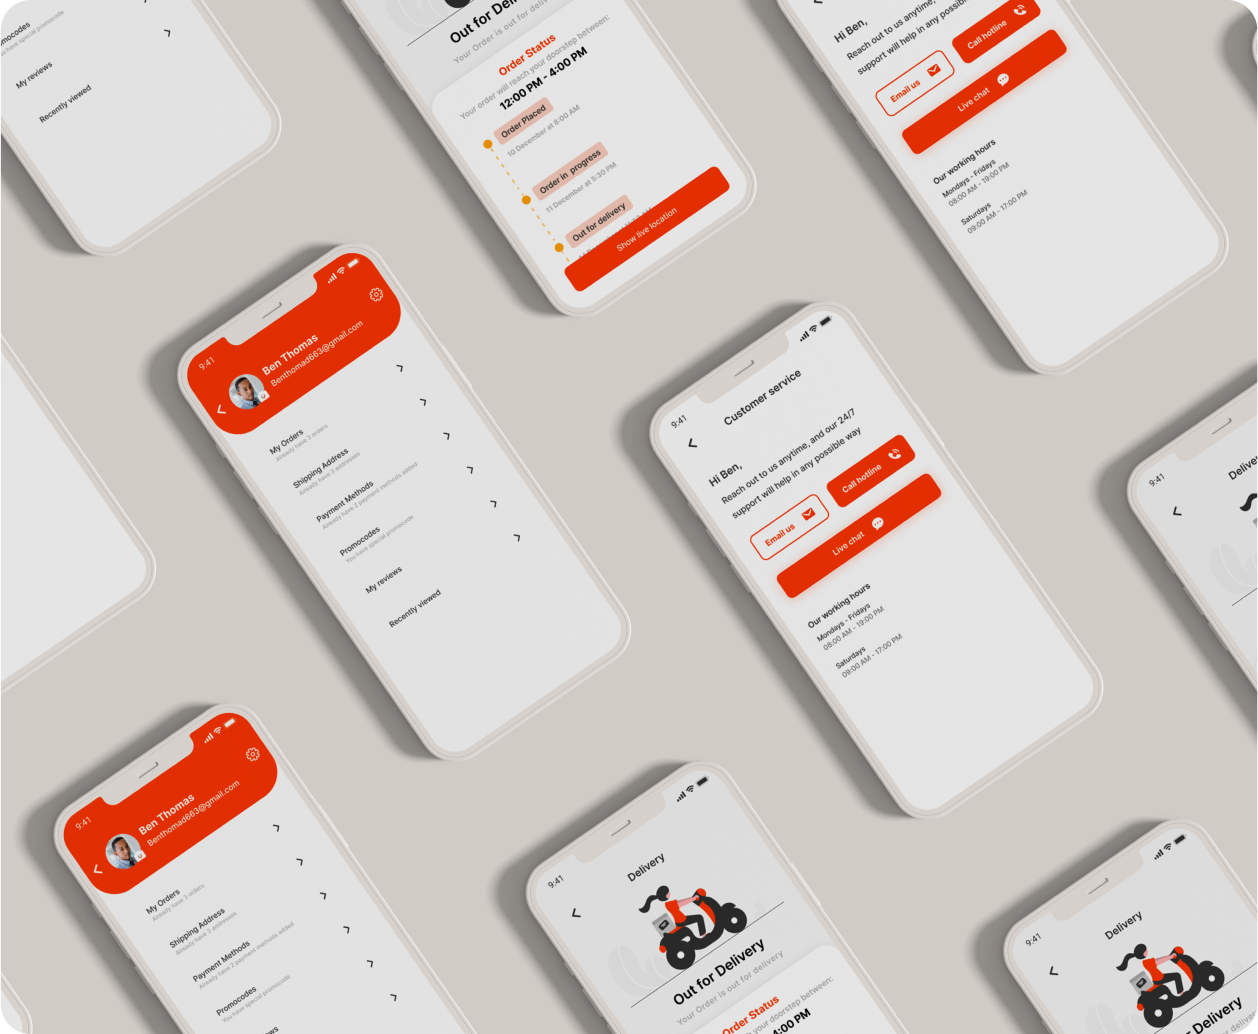 mocodes
have special promocode
My reviews
Recently viewed
Out for Deli
Your Order is out for deliv
Order Status
Your order will reach your doorstep between:
12:00 PM - 4:00 PM
Order Placed
10 December at 8:00 AM
Order in progress
11 December at 5:30 PM
Out for delivery
Show live location
Hi Ben,
Reach out to us anytime,
support will help in any possib
Email us
Call hotline
Live chat
Our working hours
Mondays - Fridays
08:00 AM - 19:00 PM
Saturdays
09:00 AM - 17:00 PM
9:41
Ben Thomas
Benthomad663@gmail.com
My Orders
Already have 3 orders
Shipping Address
Already have 3 addresses
Payment Methods
Already have 2 payment methods added
Promocodes
You have special promocode
My reviews
Recently viewed
9:41
Customer service
Hi Ben,
Reach out to us anytime, and our 24/7
support will help in any possible way
Email us
Call hotline
Live chat
Our working hours
Mondays - Fridays
08:00 AM - 19:00 PM
Saturdays
09:00 AM - 17:00 PM
9:41
Delive
9:41
Ben Thomas
Benthomad663@gmail.com
My Orders
Already have 3 orders
Shipping Address
Already have 3 addresses
Payment Methods
Already have 2 payment methods added
Promocodes
You have special promocode
ews
9:41
Delivery
Out for Delivery
Your Order is out for delivery
Order Status
your doorstep between:
4:00 PM
9:41
Delivery
Delivery
for deliver